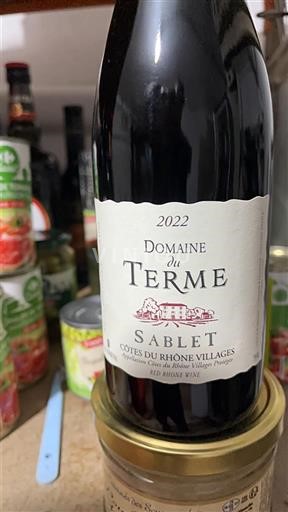 2022
DOMAINE
du
TERME
SABLET
CÔTES DU RHÔNE VILLAGES
Appellation Côtes du Rhône Villages Protégée
RED RHONE WINE